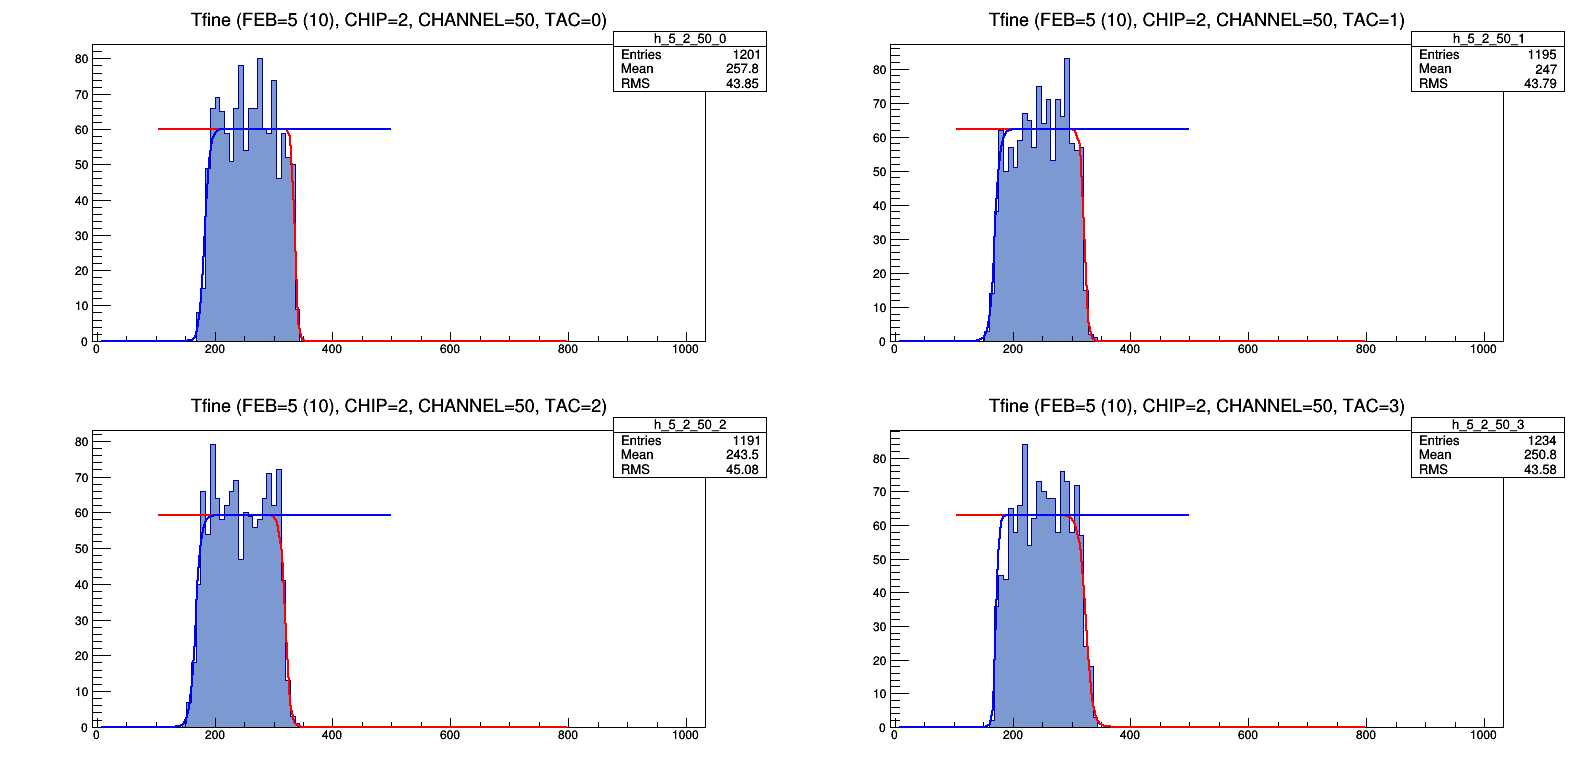 Tfine (FEB=5 (10), CHIP=2, CHANNEL=50, TAC=0)
h_5_2_50_0
Entries 1201
Mean 257.8
RMS 43.85
80
70
60
50
40
30
20
10
0
0 200 400 600 800 1000
Tfine (FEB=5 (10), CHIP=2, CHANNEL=50, TAC=1)
h_5_2_50_1
Entries 1195
Mean 247
RMS 43.79
80
70
60
50
40
30
20
10
0
0 200 400 600 800 1000
Tfine (FEB=5 (10), CHIP=2, CHANNEL=50, TAC=2)
h_5_2_50_2
Entries 1191
Mean 243.5
RMS 45.08
80
70
60
50
40
30
20
10
0
0 200 400 600 800 1000
Tfine (FEB=5 (10), CHIP=2, CHANNEL=50, TAC=3)
h_5_2_50_3
Entries 1234
Mean 250.8
RMS 43.58
80
70
60
50
40
30
20
10
0
0 200 400 600 800 1000